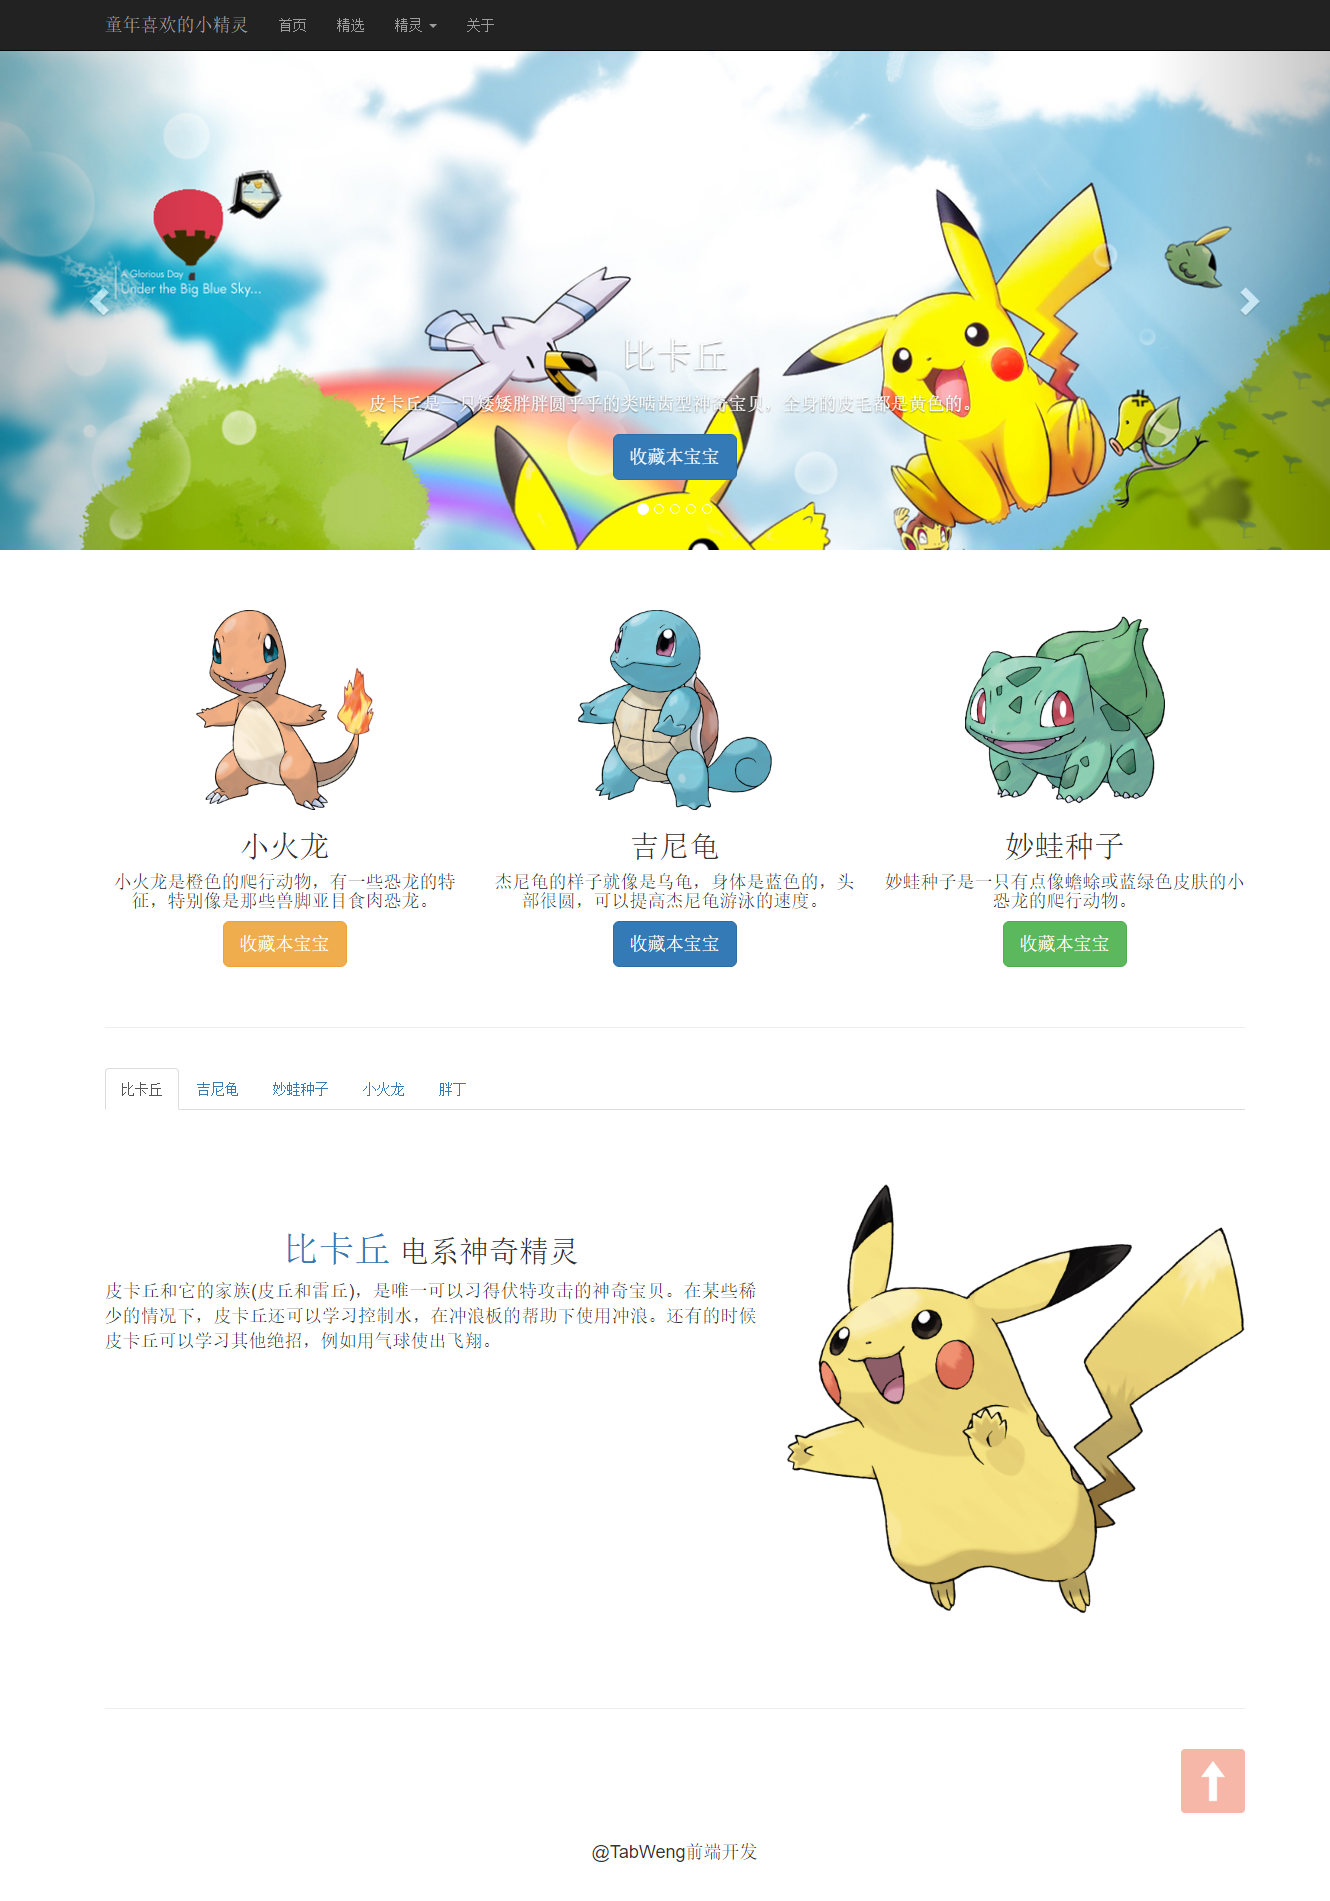 童年喜欢的小精灵 首页 精选 精灵 关于
A Glorious Day
Under the Big Blue Sky...
比卡丘
皮卡丘是一只矮矮胖胖圆乎乎的类啮齿型神奇宝贝，全身的皮毛都是黄色的。
收藏本宝宝
小火龙
小火龙是橙色的爬行动物，有一些恐龙的特
征，特别像是那些兽脚亚目食肉恐龙。
收藏本宝宝
吉尼龟
杰尼龟的样子就像是乌龟，身体是蓝色的，头
部很圆，可以提高杰尼龟游泳的速度。
收藏本宝宝
妙蛙种子
妙蛙种子是一只有点像蟾蜍或蓝绿色皮肤的小
恐龙的爬行动物。
收藏本宝宝
比卡丘 吉尼龟 妙蛙种子 小火龙 胖丁
比卡丘 电系神奇精灵
皮卡丘和它的家族(皮丘和雷丘)，是唯一可以习得伏特攻击的神奇宝贝。在某些稀
少的情况下，皮卡丘还可以学习控制水，在冲浪板的帮助下使用冲浪。还有的时候
皮卡丘可以学习其他绝招，例如用气球使出飞翔。
@TabWeng前端开发